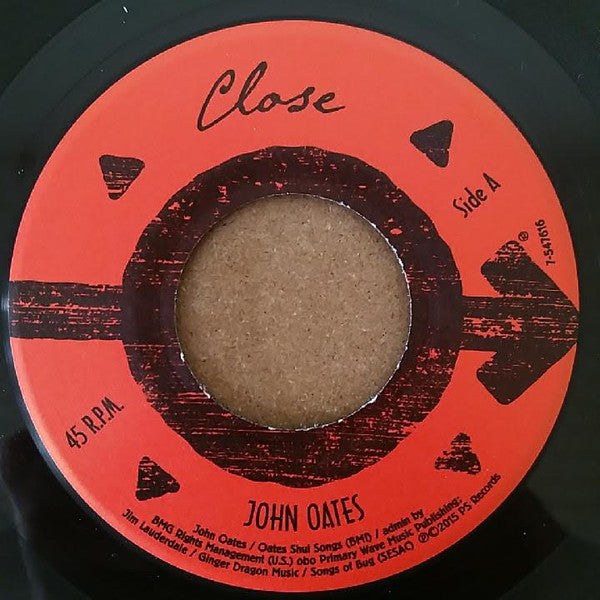 Close
Side A
7-547616
®
45 R.P.M.
JOHN OATES
John Oates / Oates Shui Songs (BMI) / admin by
BMG Rights Management (U.S.) obo Primary Wave Music Publishing;
Jim Lauderdale / Ginger Dragon Music / Songs of Bug (SESAC) ℗©2015 PS Records